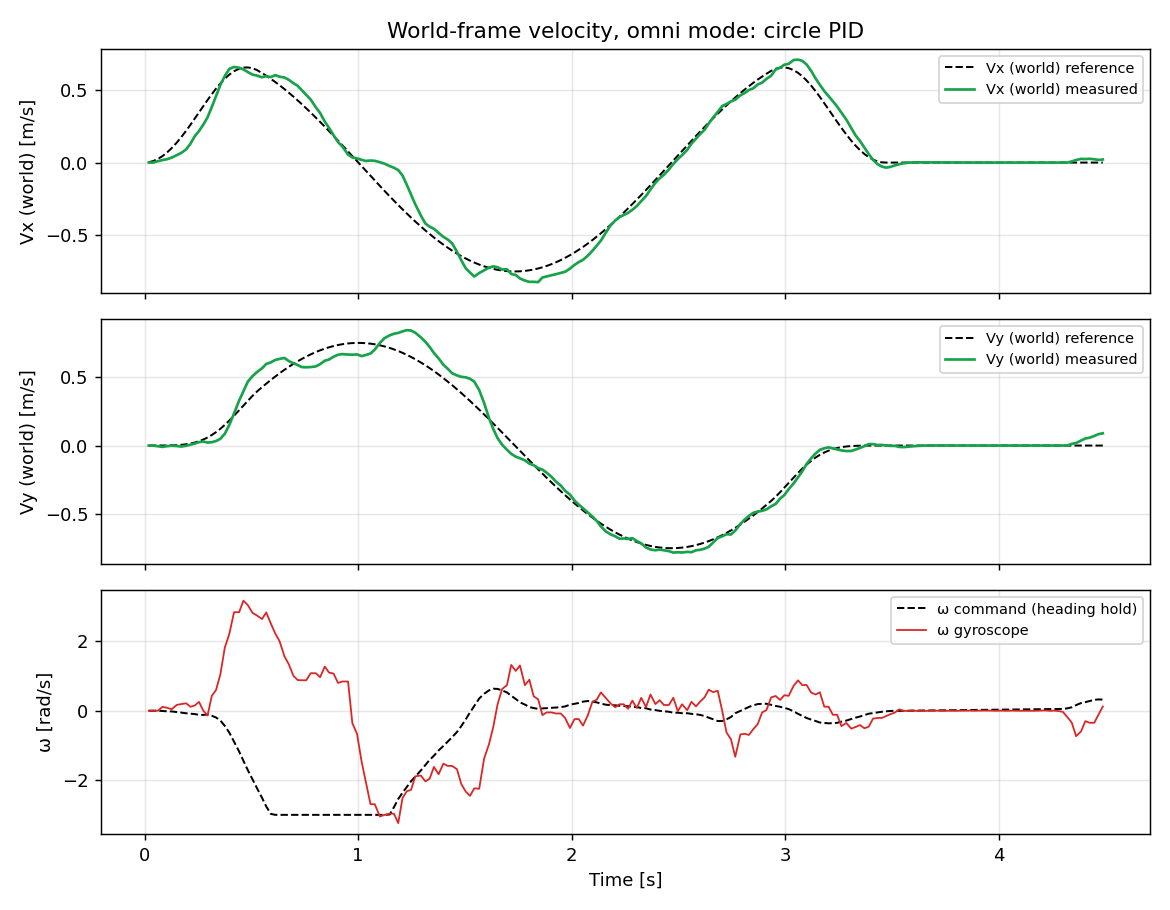 World-frame velocity, omni mode: circle PID
Vx (world) [m/s]
0.5
0.0
−0.5
Vx (world) reference
Vx (world) measured
Vy (world) [m/s]
0.5
0.0
−0.5
Vy (world) reference
Vy (world) measured
ω [rad/s]
2
0
−2
ω command (heading hold)
ω gyroscope
0 1 2 3 4
Time [s]